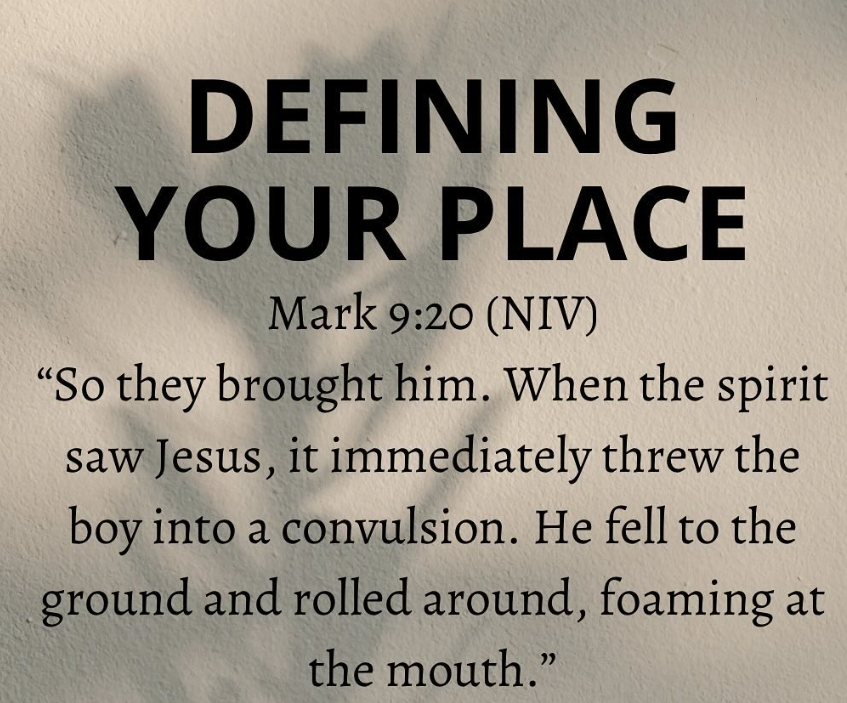 DEFINING
YOUR PLACE
Mark 9:20 (NIV)
“So they brought him. When the spirit
saw Jesus, it immediately threw the
boy into a convulsion. He fell to the
ground and rolled around, foaming at
the mouth.”